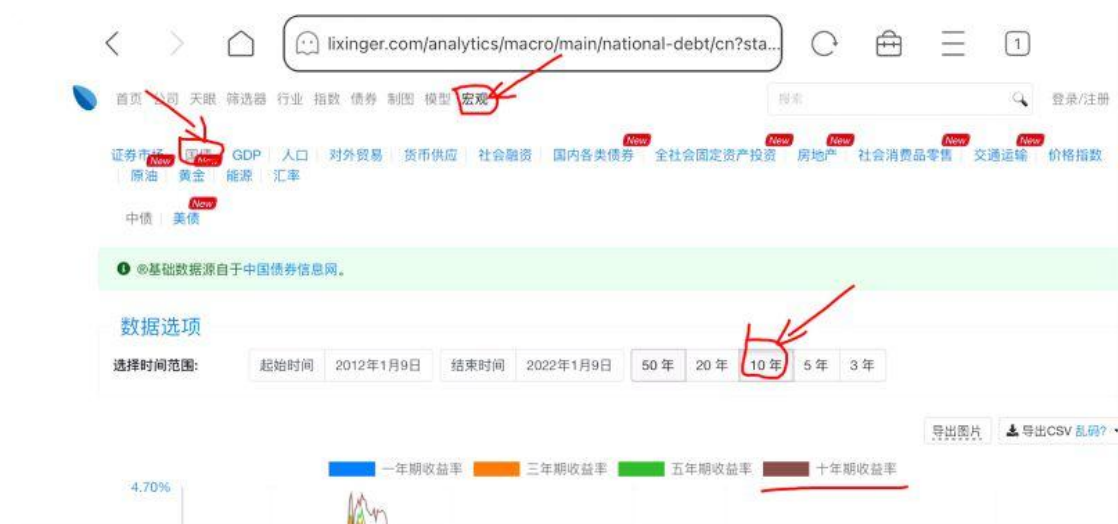 lixinger.com/analytics/macro/main/national-debt/cn?sta...
1
首页 公司 天眼 筛选器 行业 指数 债券 制图 模型 宏观 搜索 登录/注册
New New New New New
证券市场 国债 GDP 人口 对外贸易 货币供应 社会融资 国内各类债券 全社会固定资产投资 房地产 社会消费品零售 交通运输 价格指数
New New
原油 黄金 能源 汇率
New
中债 美债
®基础数据源自于中国债券信息网。
数据选项
选择时间范围: 起始时间 2012年1月9日 结束时间 2022年1月9日 50 年 20 年 10 年 5 年 3 年
导出图片 导出CSV 乱码?
一年期收益率 三年期收益率 五年期收益率 十年期收益率
4.70%